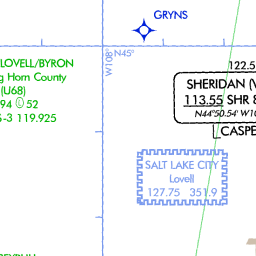 GRYNS
N45°
W108°
122.5
LOVELL/BYRON
g Horn County
(U68)
94 52
S-3 119.925
SHERIDAN (V
113.55 SHR 8
N44°50.54' W10
CASPE
SALT LAKE CITY
Lovell
127.75 351.9